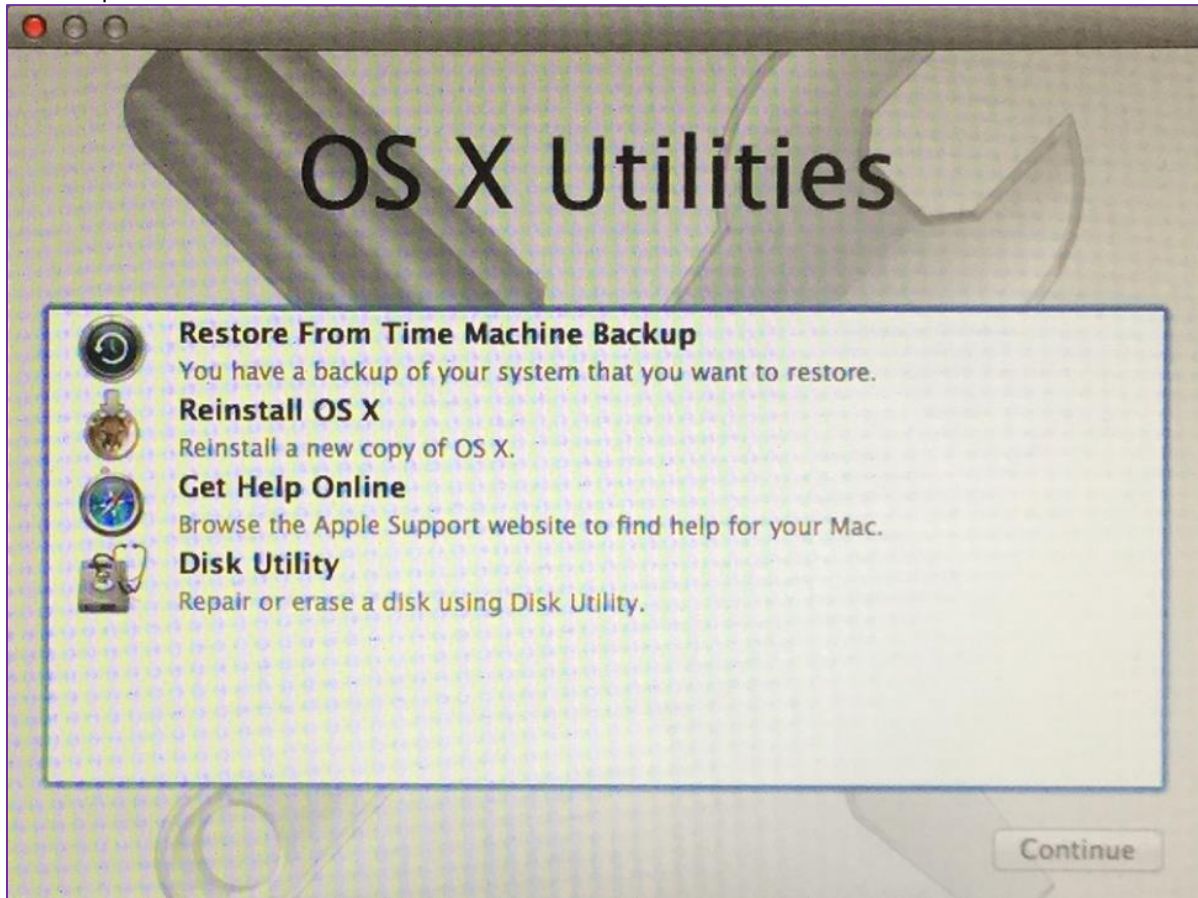 OS X Utilities
Restore From Time Machine Backup
You have a backup of your system that you want to restore.
Reinstall OS X
Reinstall a new copy of OS X.
Get Help Online
Browse the Apple Support website to find help for your Mac.
Disk Utility
Repair or erase a disk using Disk Utility.
Continue